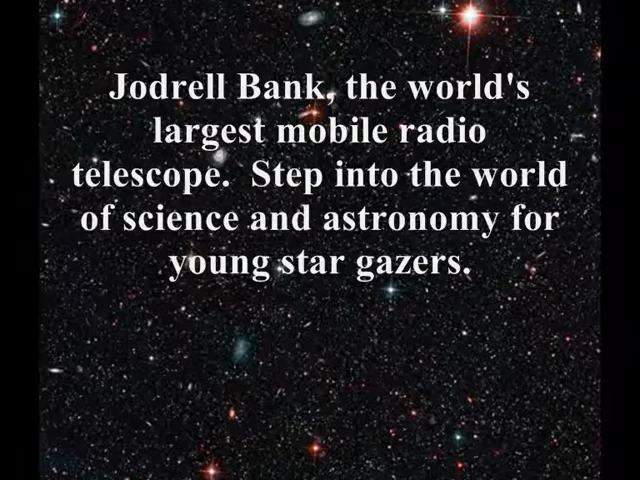 Jodrell Bank, the world's
largest mobile radio
telescope.  Step into the world
of science and astronomy for
young star gazers.